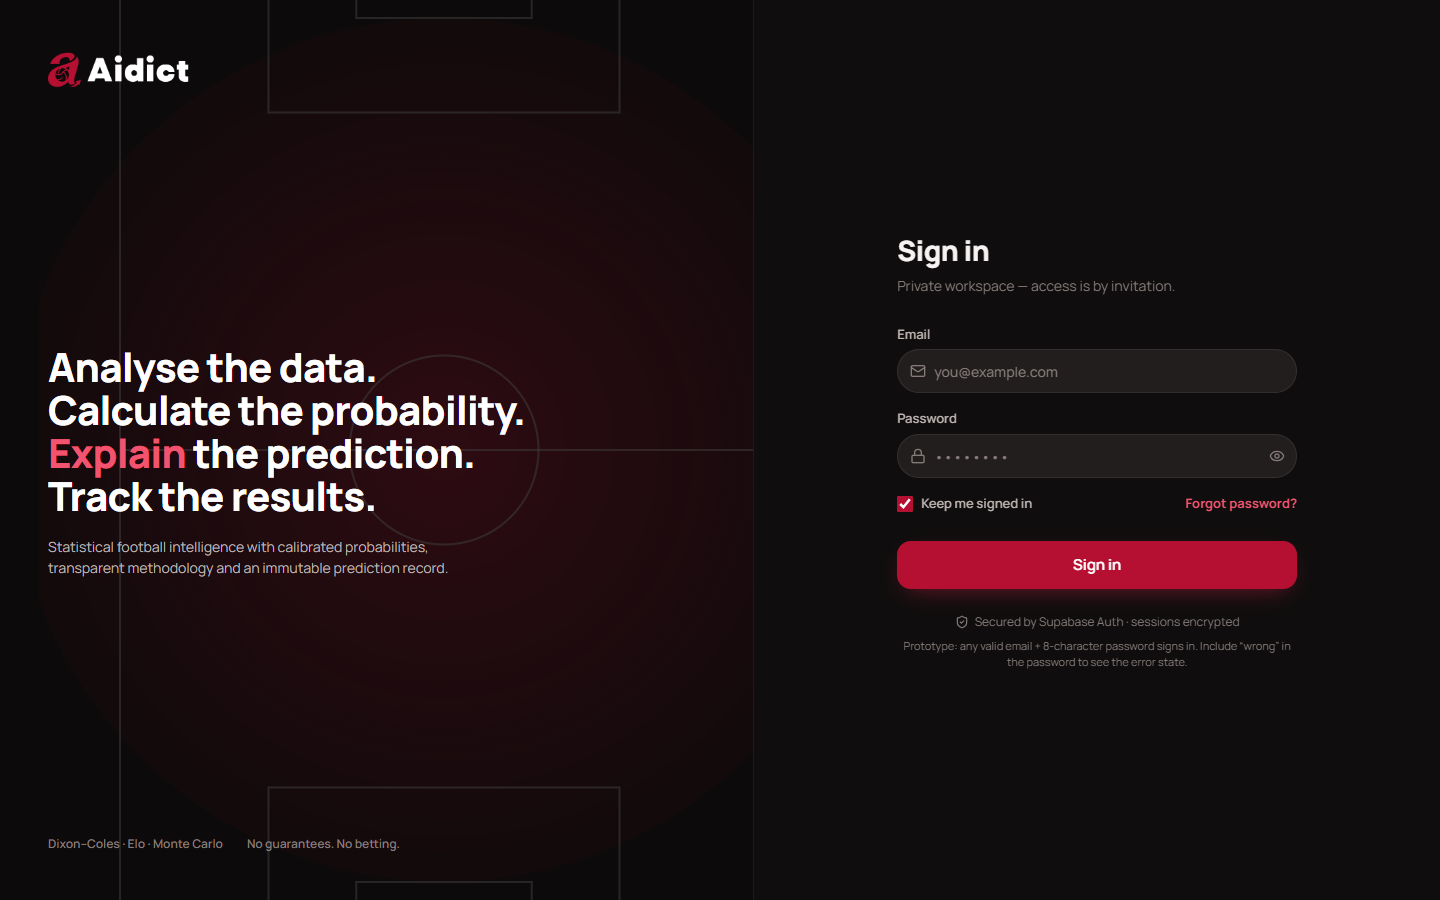 Aidict
Analyse the data.
Calculate the probability.
Explain the prediction.
Track the results.
Statistical football intelligence with calibrated probabilities,
transparent methodology and an immutable prediction record.
Dixon–Coles · Elo · Monte Carlo
No guarantees. No betting.
Sign in
Private workspace — access is by invitation.
Email
you@example.com
Password
Keep me signed in
Forgot password?
Sign in
Secured by Supabase Auth · sessions encrypted
Prototype: any valid email + 8-character password signs in. Include “wrong” in
the password to see the error state.